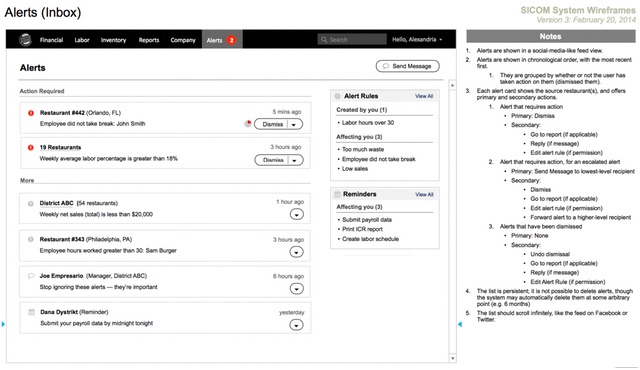 Alerts (Inbox)
SICOM System Wireframes
Version 3: February 20, 2014
Financial Labor Inventory Reports Company Alerts 2 Search Hello, Alexandria
Alerts
Send Message
Action Required
Restaurant #442 (Orlando, FL) 5 mins ago
Employee did not take break: John Smith Dismiss
19 Restaurants 3 hours ago
Weekly average labor percentage is greater than 18% Dismiss
More
District ABC (54 restaurants) 1 hour ago
Weekly net sales (total) is less than $20,000
Restaurant #343 (Philadelphia, PA) 3 hours ago
Employee hours worked greater than 30: Sam Burger
Joe Empresario (Manager, District ABC) 6 hours ago
Stop ignoring these alerts — they're important
Dana Dystrikt (Reminder) yesterday
Submit your payroll data by midnight tonight
Alert Rules View All
Created by you (1)
• Labor hours over 30
Affecting you (3)
• Too much waste
• Employee did not take break
• Low sales
Reminders View All
Affecting you (3)
• Submit payroll data
• Print ICR report
• Create labor schedule
Notes
1. Alerts are shown in a social-media-like feed view.
2. Alerts are shown in chronological order, with the most recent
first.
1. They are grouped by whether or not the user has
taken action on them (dismissed them).
3. Each alert card shows the source restaurant(s), and offers
primary and secondary actions.
1. Alert that requires action
• Primary: Dismiss
• Secondary:
• Go to report (if applicable)
• Reply (if message)
• Edit alert rule (if permission)
2. Alert that requires action, for an escalated alert
• Primary: Send Message to lowest-level recipient
• Secondary:
• Dismiss
• Go to report (if applicable)
• Edit alert rule (if permission)
• Forward alert to a higher-level recipient
3. Alerts that have been dismissed
• Primary: None
• Secondary:
• Undo dismissal
• Go to report (if applicable)
• Reply (if message)
• Edit Alert Rule (if permission)
4. The list is persistent; it is not possible to delete alerts, though
the system may automatically delete them at some arbitrary
point (e.g. 6 months)
5. The list should scroll infinitely, like the feed on Facebook or
Twitter.